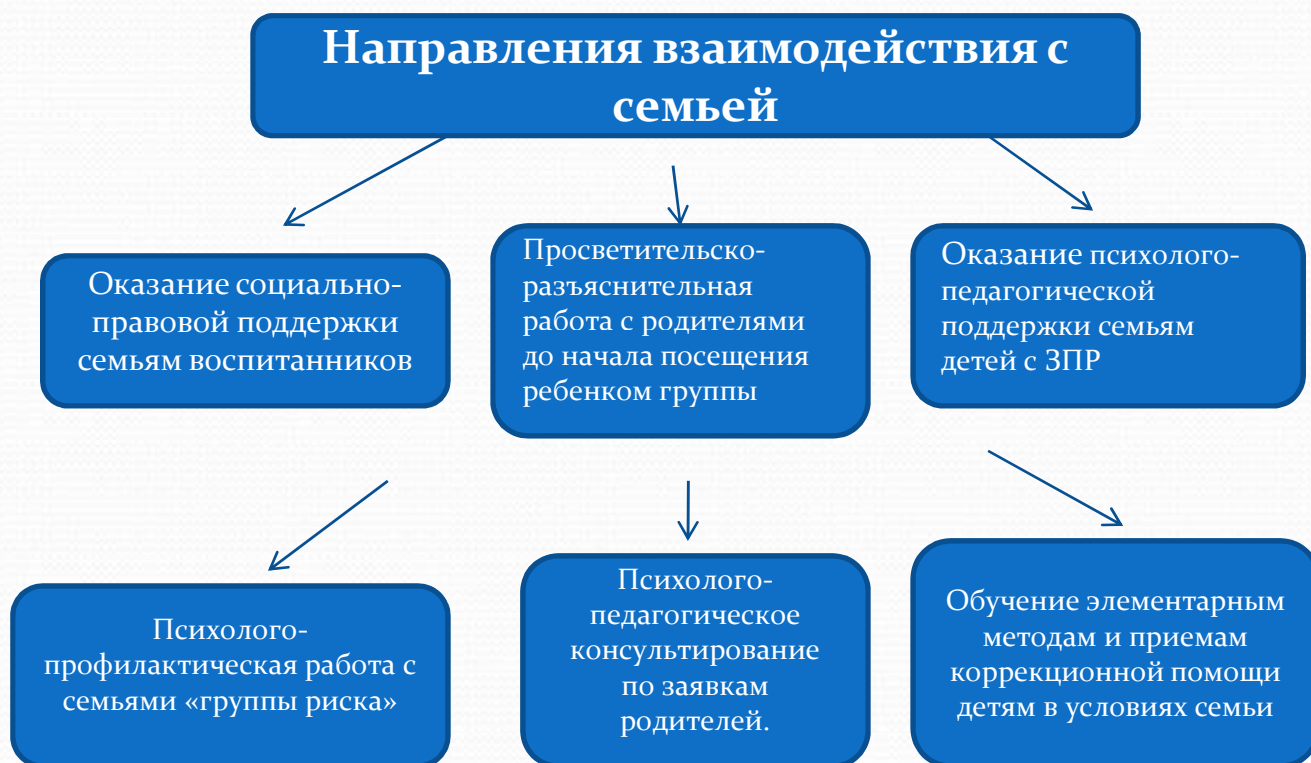 Направления взаимодействия с
семьей
Оказание социально-
правовой поддержки
семьям воспитанников
Просветительско-
разъяснительная
работа с родителями
до начала посещения
ребенком группы
Оказание психолого-
педагогической
поддержки семьям
детей с ЗПР
Психолого-
профилактическая работа с
семьями «группы риска»
Психолого-
педагогическое
консультирование
по заявкам
родителей.
Обучение элементарным
методам и приемам
коррекционной помощи
детям в условиях семьи